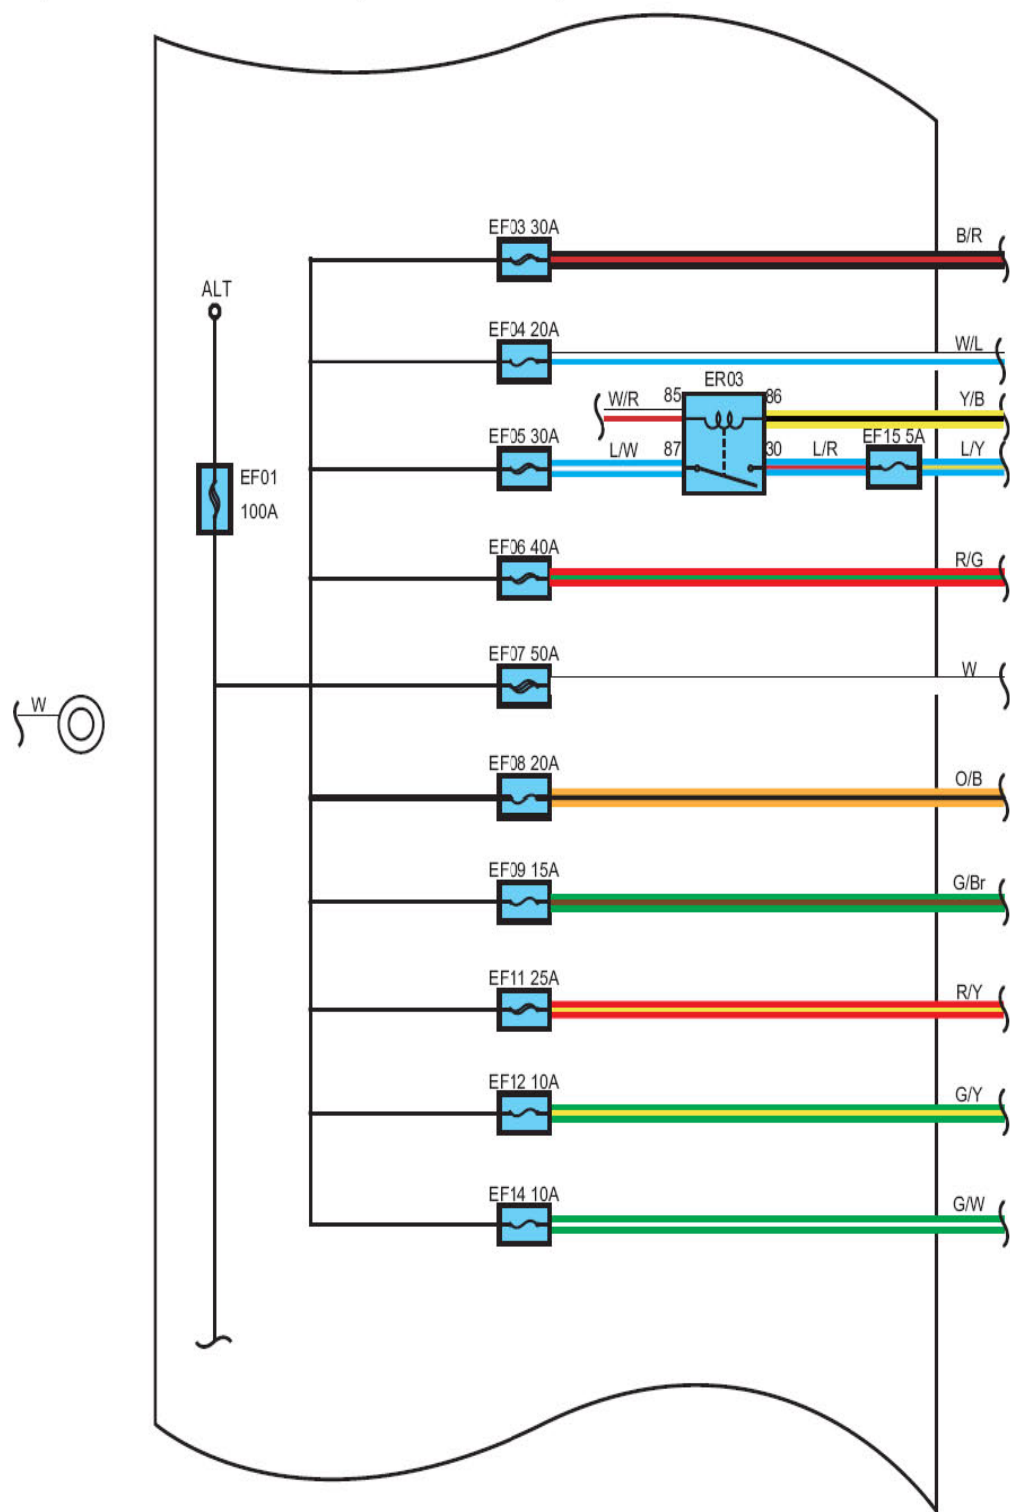 EF03 30A
B/R
ALT
EF04 20A
W/L
ER03
W/R
85
86
Y/B
EF05 30A
L/W
87
30
L/R
EF15 5A
L/Y
EF01
100A
EF06 40A
R/G
EF07 50A
W
W
EF08 20A
O/B
EF09 15A
G/Br
EF11 25A
R/Y
EF12 10A
G/Y
EF14 10A
G/W